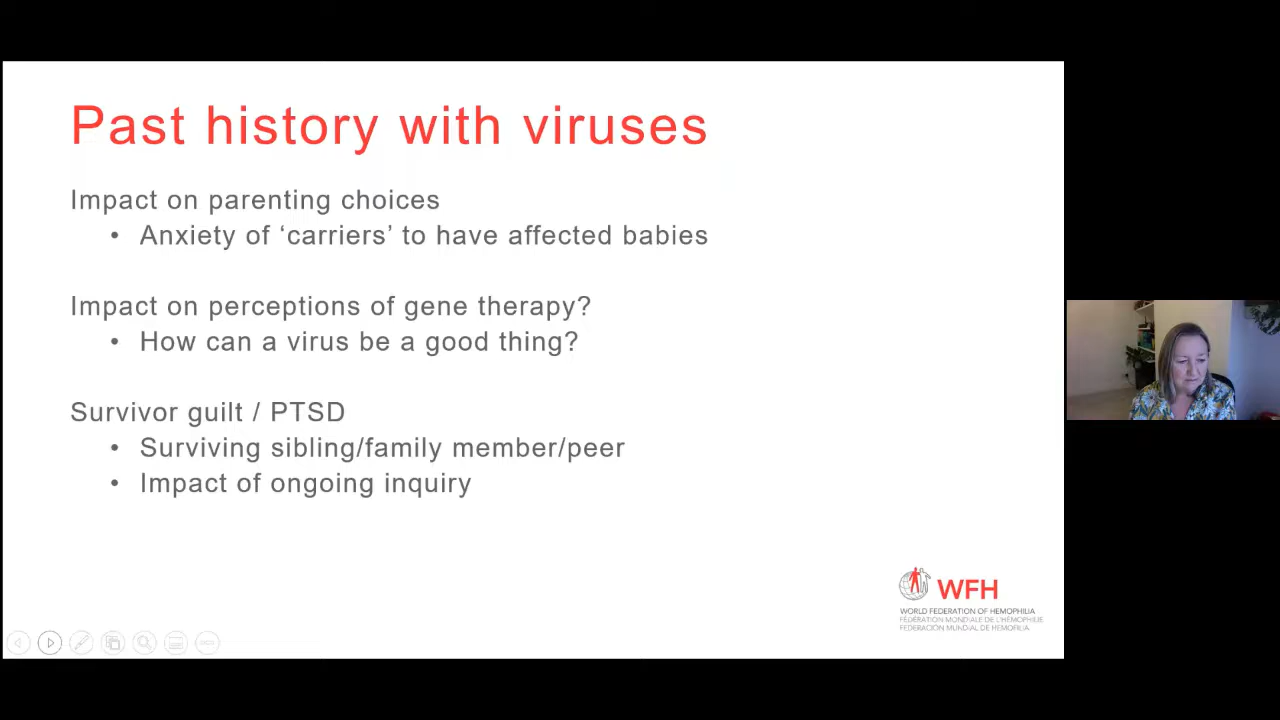 Past history with viruses
Impact on parenting choices
• Anxiety of ‘carriers’ to have affected babies
Impact on perceptions of gene therapy?
• How can a virus be a good thing?
Survivor guilt / PTSD
• Surviving sibling/family member/peer
• Impact of ongoing inquiry
WFH
WORLD FEDERATION OF HEMOPHILIA
FÉDÉRATION MONDIALE DE L'HÉMOPHILIE
FEDERACIÓN MUNDIAL DE HEMOFILIA